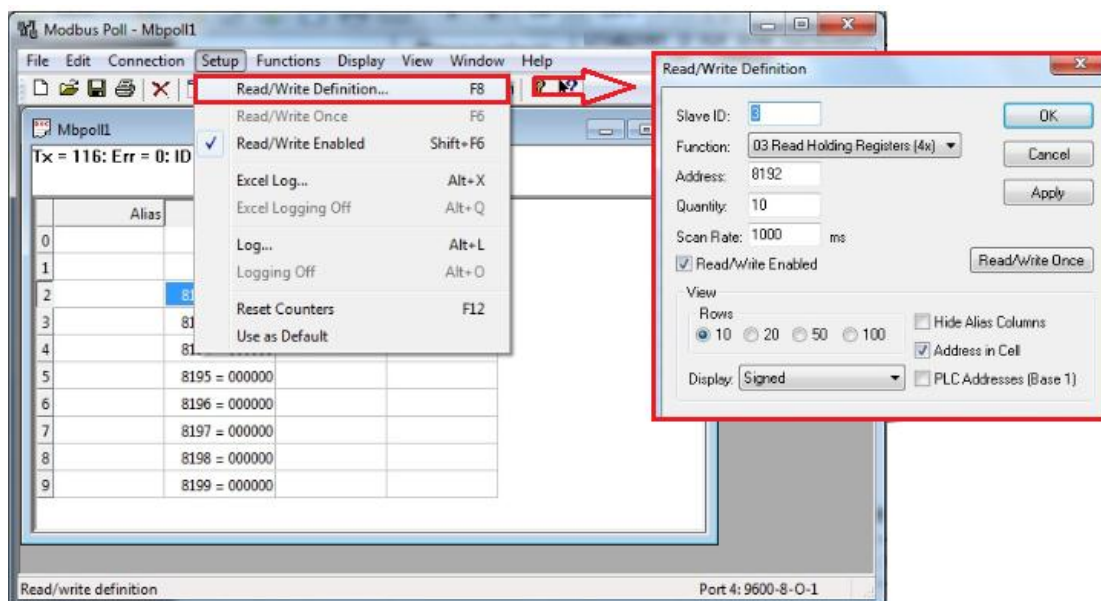 Modbus Poll - Mbpoll1
File Edit Connection Setup Functions Display View Window Help
Read/Write Definition... F8
Read/Write Once F6
Read/Write Enabled Shift+F6
Excel Log... Alt+X
Excel Logging Off Alt+Q
Log... Alt+L
Logging Off Alt+O
Reset Counters F12
Use as Default
Mbpoll1
Tx = 116: Err = 0: ID
Alias
0
1
2
3
4
5 8195 = 000000
6 8196 = 000000
7 8197 = 000000
8 8198 = 000000
9 8199 = 000000
Read/write definition Port 4: 9600-8-O-1
Read/Write Definition
Slave ID: 3 OK
Function: 03 Read Holding Registers (4x) Cancel
Address: 8192 Apply
Quantity: 10
Scan Rate: 1000 ms
Read/Write Enabled Read/Write Once
View
Rows
10 20 50 100 Hide Alias Columns
Address in Cell
Display: Signed PLC Addresses (Base 1)